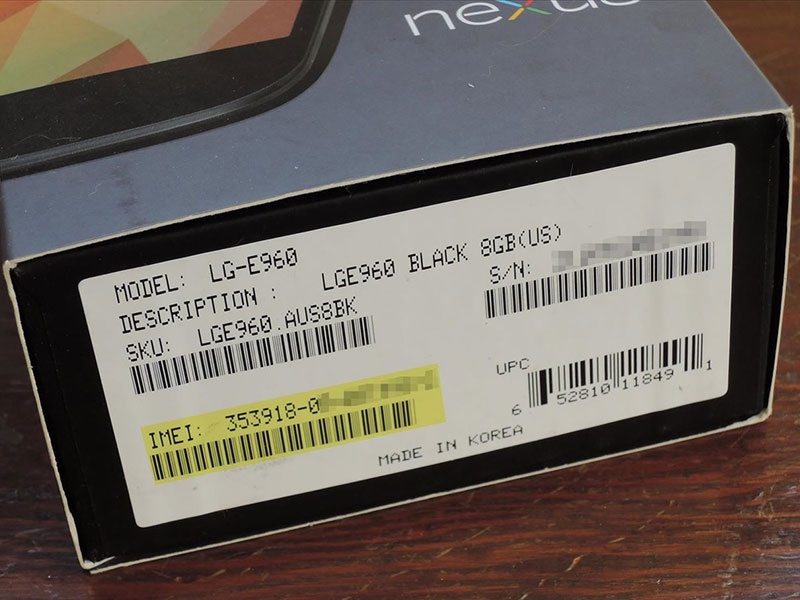 nexus
MODEL: LG-E960
DESCRIPTION : LGE960 BLACK 8GB(US)
SKU: LGE960.AUS8BK
S/N:
IMEI: 353918-0
UPC
6 52810 11849 1
MADE IN KOREA